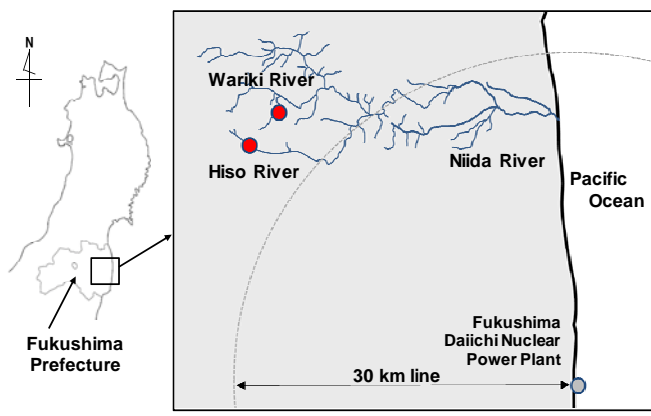 N
Fukushima
Prefecture
Wariki River
Hiso River
Niida River
Pacific
Ocean
Fukushima
Daiichi Nuclear
Power Plant
30 km line